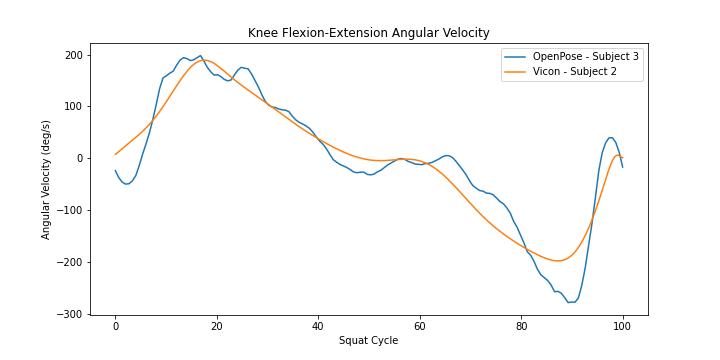 Knee Flexion-Extension Angular Velocity
OpenPose - Subject 3
Vicon - Subject 2
Angular Velocity (deg/s)
200
100
0
−100
−200
−300
0 20 40 60 80 100
Squat Cycle